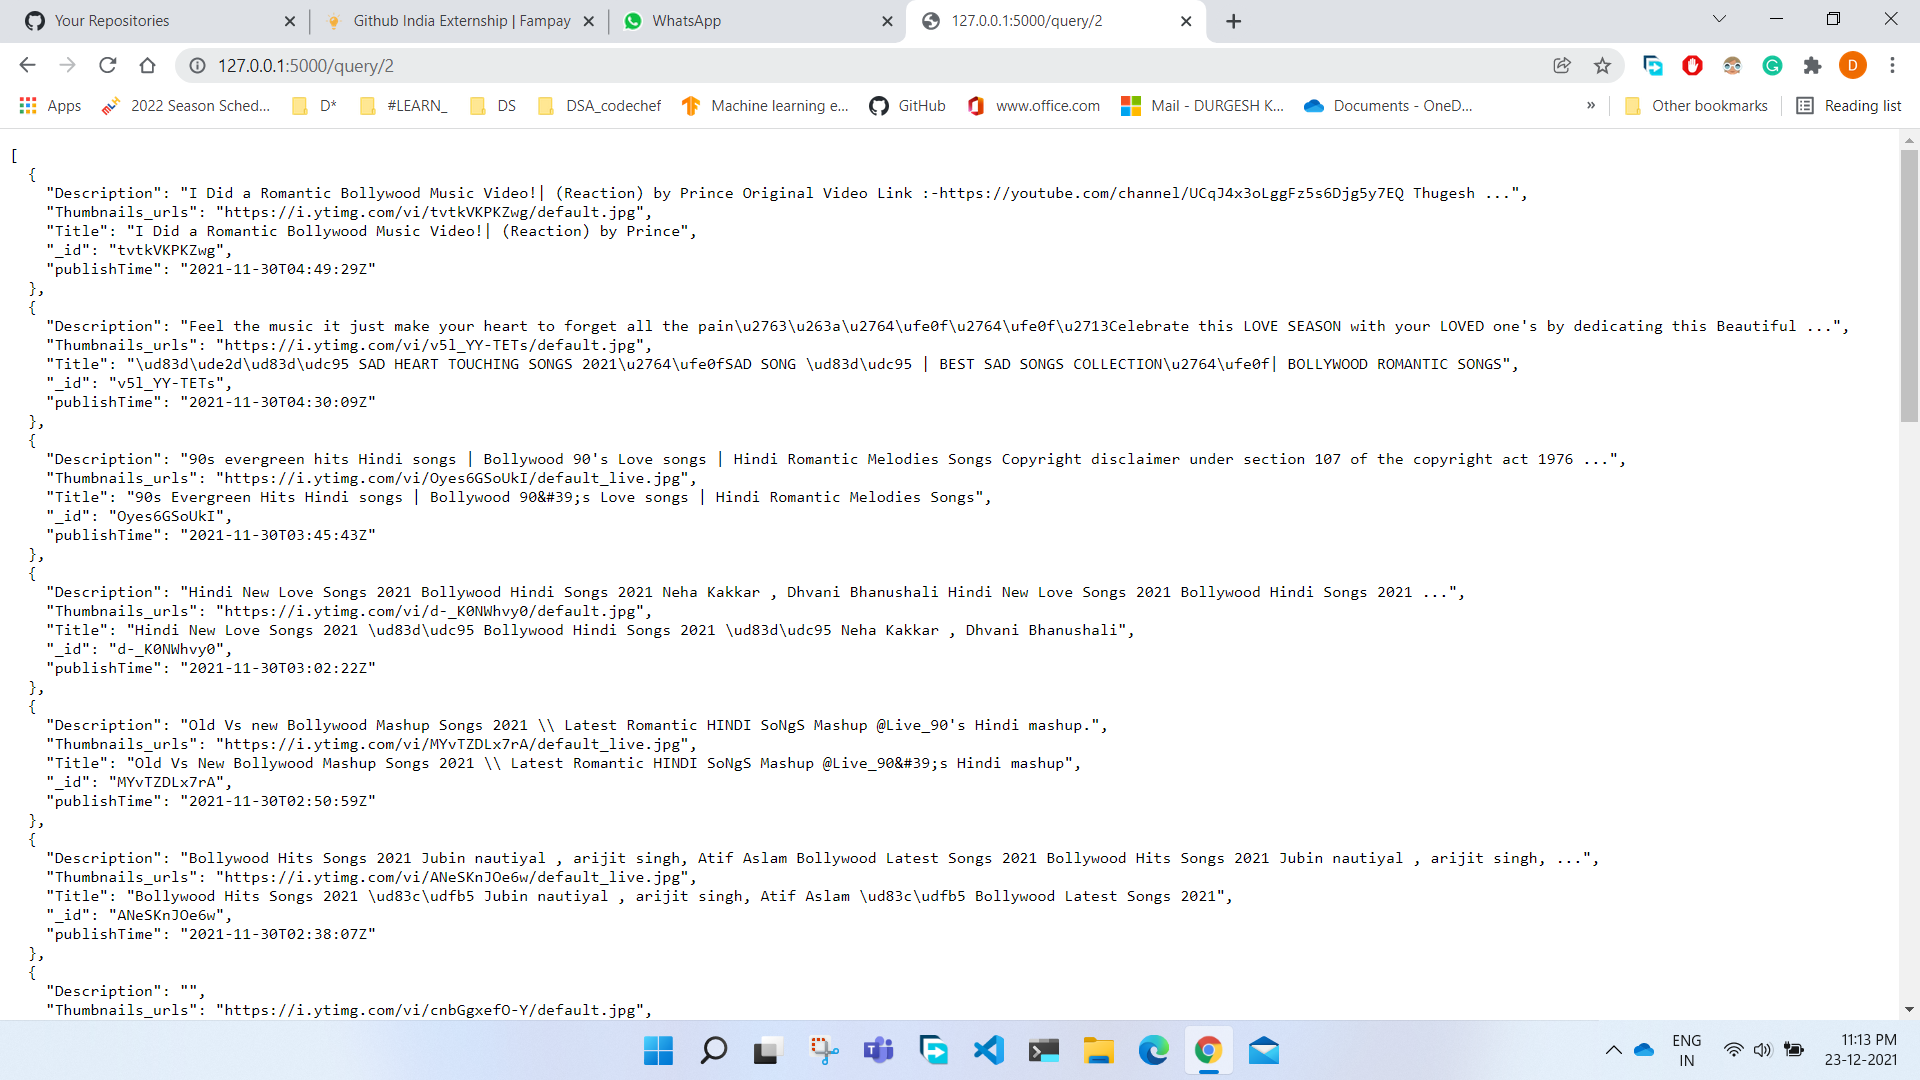 Your Repositories
Github India Externship | Fampay
WhatsApp
127.0.0.1:5000/query/2
127.0.0.1:5000/query/2
D
Apps
2022 Season Sched...
D*
#LEARN_
DS
DSA_codechef
Machine learning e...
GitHub
www.office.com
Mail - DURGESH K...
Documents - OneD...
»
Other bookmarks
Reading list
[
{
"Description": "I Did a Romantic Bollywood Music Video!| (Reaction) by Prince Original Video Link :-https://youtube.com/channel/UCqJ4x3oLggFz5s6Djg5y7EQ Thugesh ...",
"Thumbnails_urls": "https://i.ytimg.com/vi/tvtkVKPKZwg/default.jpg",
"Title": "I Did a Romantic Bollywood Music Video!| (Reaction) by Prince",
"_id": "tvtkVKPKZwg",
"publishTime": "2021-11-30T04:49:29Z"
},
{
"Description": "Feel the music it just make your heart to forget all the pain\u2763\u263a\u2764\ufe0f\u2764\ufe0f\u2713Celebrate this LOVE SEASON with your LOVED one's by dedicating this Beautiful ...",
"Thumbnails_urls": "https://i.ytimg.com/vi/v5l_YY-TETs/default.jpg",
"Title": "\ud83d\ude2d\ud83d\udc95 SAD HEART TOUCHING SONGS 2021\u2764\ufe0fSAD SONG \ud83d\udc95 | BEST SAD SONGS COLLECTION\u2764\ufe0f| BOLLYWOOD ROMANTIC SONGS",
"_id": "v5l_YY-TETs",
"publishTime": "2021-11-30T04:30:09Z"
},
{
"Description": "90s evergreen hits Hindi songs | Bollywood 90's Love songs | Hindi Romantic Melodies Songs Copyright disclaimer under section 107 of the copyright act 1976 ...",
"Thumbnails_urls": "https://i.ytimg.com/vi/Oyes6GSoUkI/default_live.jpg",
"Title": "90s Evergreen Hits Hindi songs | Bollywood 90&#39;s Love songs | Hindi Romantic Melodies Songs",
"_id": "Oyes6GSoUkI",
"publishTime": "2021-11-30T03:45:43Z"
},
{
"Description": "Hindi New Love Songs 2021 Bollywood Hindi Songs 2021 Neha Kakkar , Dhvani Bhanushali Hindi New Love Songs 2021 Bollywood Hindi Songs 2021 ...",
"Thumbnails_urls": "https://i.ytimg.com/vi/d-_K0NWhvy0/default.jpg",
"Title": "Hindi New Love Songs 2021 \ud83d\udc95 Bollywood Hindi Songs 2021 \ud83d\udc95 Neha Kakkar , Dhvani Bhanushali",
"_id": "d-_K0NWhvy0",
"publishTime": "2021-11-30T03:02:22Z"
},
{
"Description": "Old Vs new Bollywood Mashup Songs 2021 \\ Latest Romantic HINDI SoNgS Mashup @Live_90's Hindi mashup.",
"Thumbnails_urls": "https://i.ytimg.com/vi/MYvTZDLx7rA/default_live.jpg",
"Title": "Old Vs New Bollywood Mashup Songs 2021 \\ Latest Romantic HINDI SoNgS Mashup @Live_90&#39;s Hindi mashup",
"_id": "MYvTZDLx7rA",
"publishTime": "2021-11-30T02:50:59Z"
},
{
"Description": "Bollywood Hits Songs 2021 Jubin nautiyal , arijit singh, Atif Aslam Bollywood Latest Songs 2021 Bollywood Hits Songs 2021 Jubin nautiyal , arijit singh, ...",
"Thumbnails_urls": "https://i.ytimg.com/vi/ANeSKnJOe6w/default_live.jpg",
"Title": "Bollywood Hits Songs 2021 \ud83c\udfb5 Jubin nautiyal , arijit singh, Atif Aslam \ud83c\udfb5 Bollywood Latest Songs 2021",
"_id": "ANeSKnJOe6w",
"publishTime": "2021-11-30T02:38:07Z"
},
{
"Description": "",
"Thumbnails_urls": "https://i.ytimg.com/vi/cnbGgxefO-Y/default.jpg",
ENG
IN
11:13 PM
23-12-2021